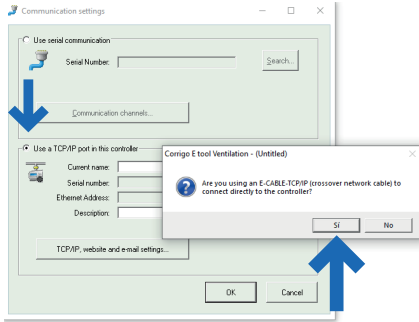 Communication settings
Use serial communication
Serial Number:
Search...
Communication channels...
Use a TCP/IP port in this controller
Current name:
Serial number:
Ethernet Address:
Description:
TCP/IP, website and e-mail settings...
OK
Cancel
Corrigo E tool Ventilation - (Untitled)
Are you using an E-CABLE-TCP/IP (crossover network cable) to
connect directly to the controller?
Sí
No